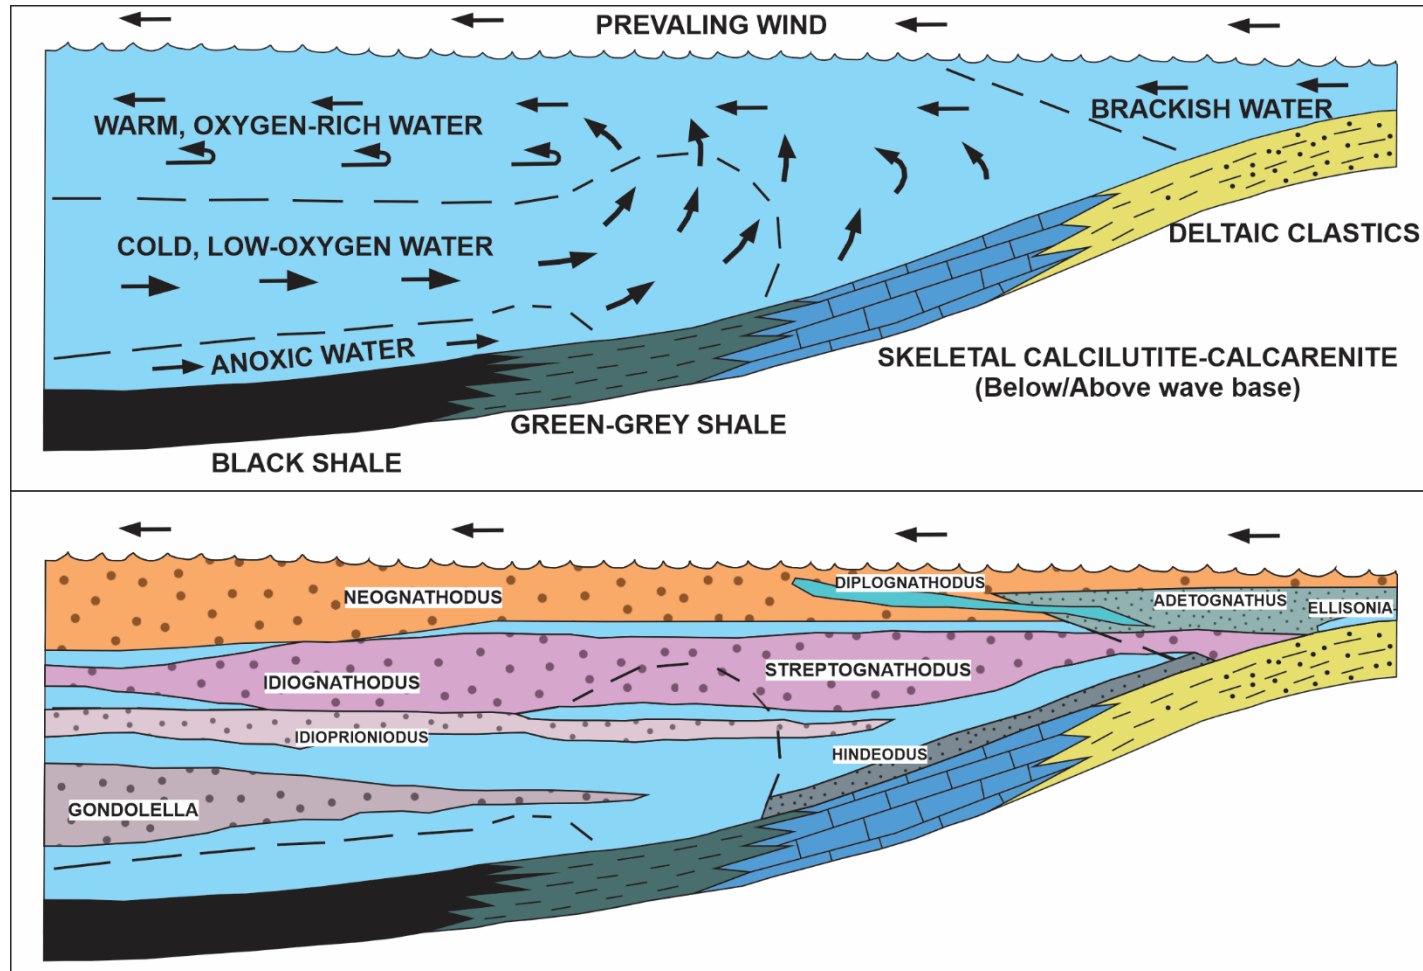 PREVALING WIND
WARM, OXYGEN-RICH WATER
BRACKISH WATER
COLD, LOW-OXYGEN WATER
DELTAIC CLASTICS
ANOXIC WATER
SKELETAL CALCILUTITE-CALCARENITE
(Below/Above wave base)
GREEN-GREY SHALE
BLACK SHALE
NEOGNATHODUS
DIPLOGNATHODUS
ADETOGNATHUS
ELLISONIA
IDIOGNATHODUS
STREPTOGNATHODUS
IDIOPRIONIODUS
HINDEODUS
GONDOLELLA